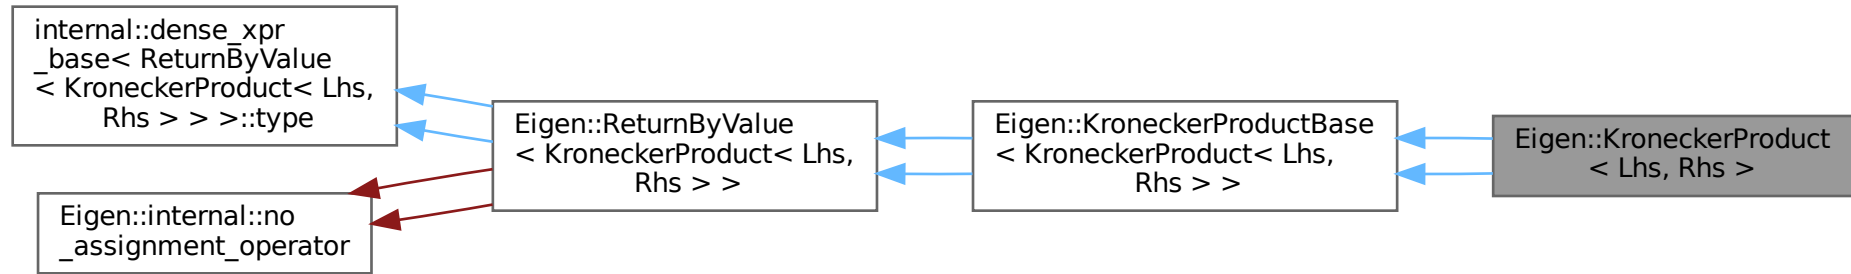 internal::dense_xpr
_base< ReturnByValue
< KroneckerProduct< Lhs,
Rhs > > >::type
Eigen::internal::no
_assignment_operator
Eigen::ReturnByValue
< KroneckerProduct< Lhs,
Rhs > >
Eigen::KroneckerProductBase
< KroneckerProduct< Lhs,
Rhs > >
Eigen::KroneckerProduct
< Lhs, Rhs >